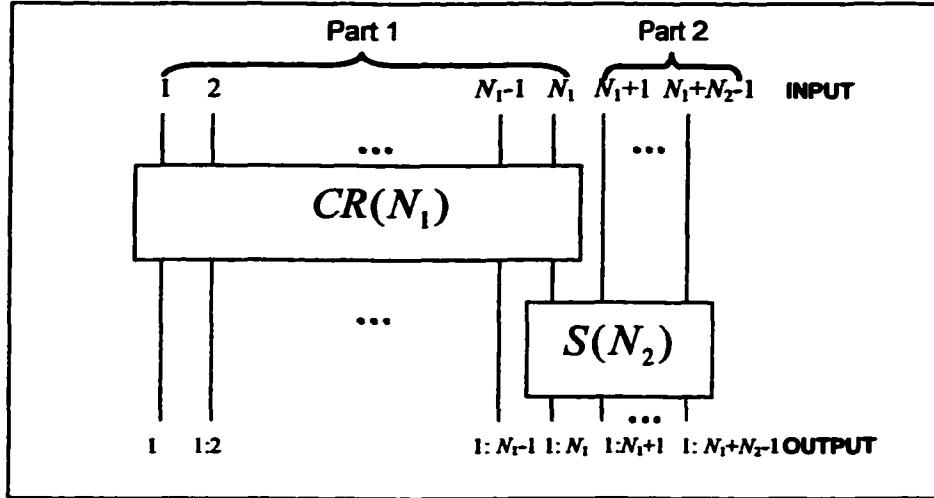 Part 1 Part 2
1 2 N₁-1 N₁ N₁+1 N₁+N₂-1 INPUT
... ...
CR(N₁)
...
S(N₂)
...
1 1:2 1: N₁-1 1: N₁ 1:N₁+1 1: N₁+N₂-1 OUTPUT